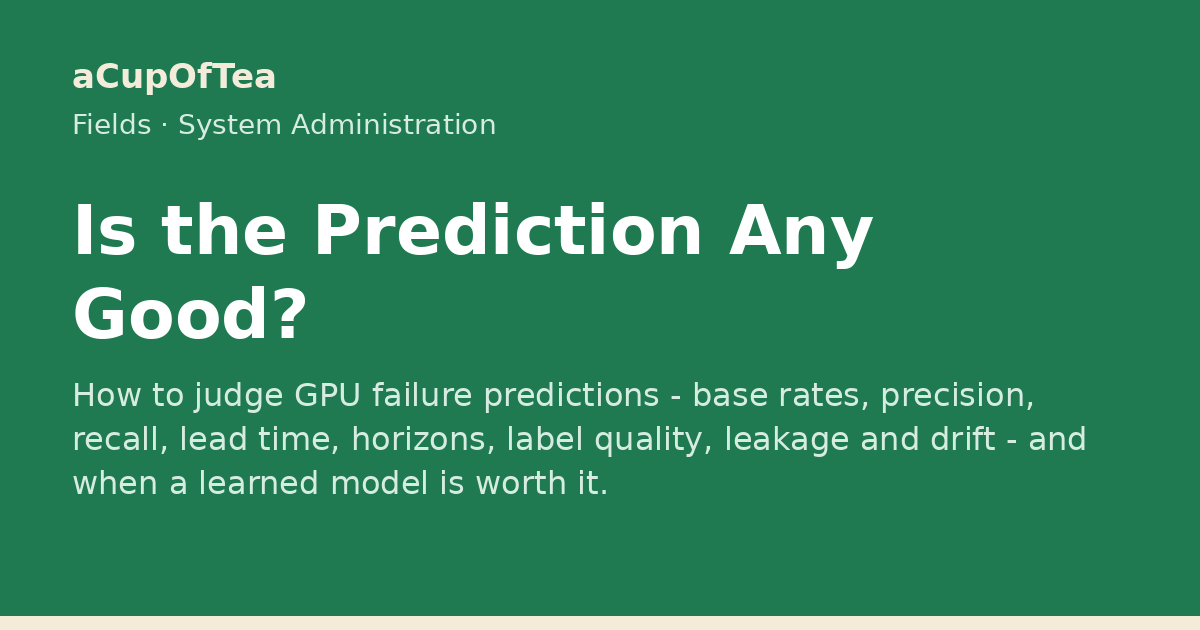 aCupOfTea
Fields · System Administration
Is the Prediction Any
Good?
How to judge GPU failure predictions - base rates, precision,
recall, lead time, horizons, label quality, leakage and drift - and
when a learned model is worth it.